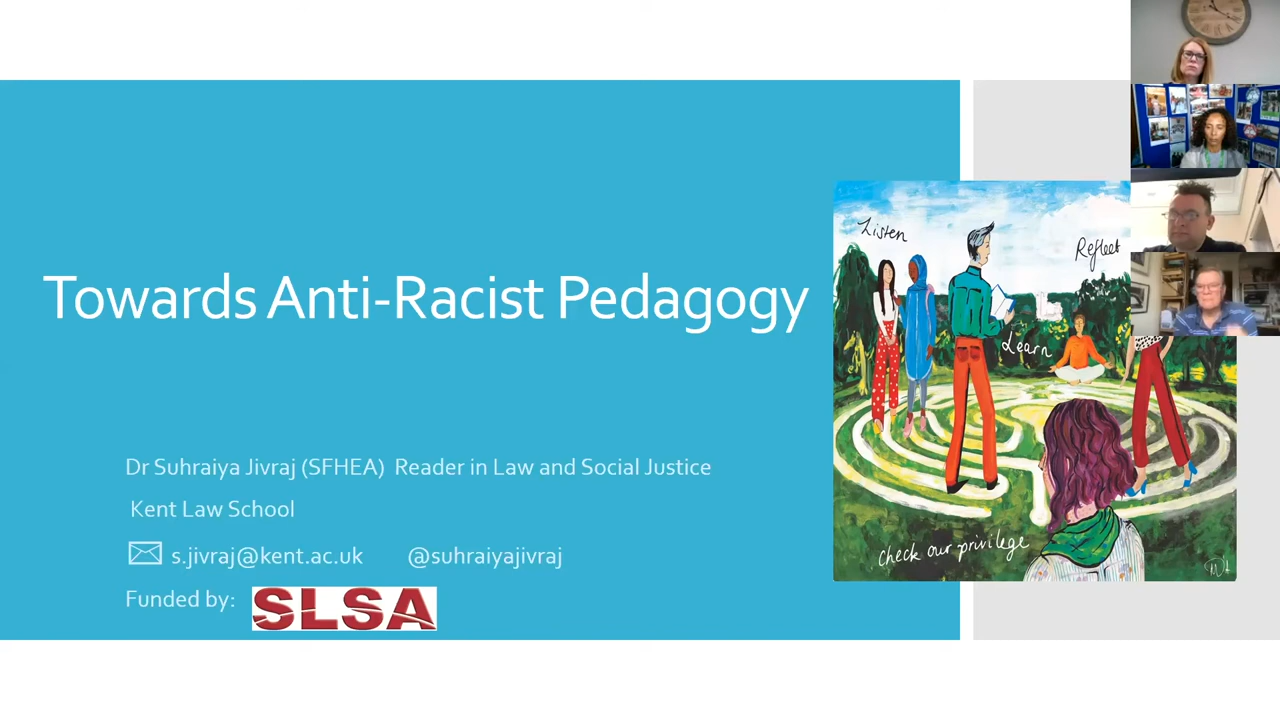 Towards Anti-Racist Pedagogy
Dr Suhraiya Jivraj (SFHEA) Reader in Law and Social Justice
Kent Law School
s.jivraj@kent.ac.uk @suhraiyajivraj
Funded by: SLSA
Listen
Reflect
Learn
check our privilege